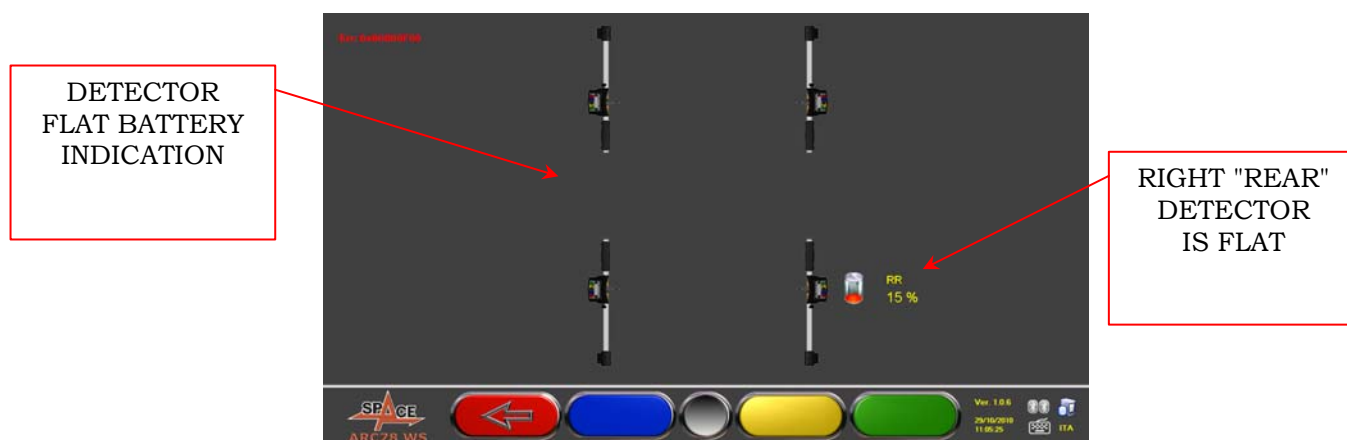 DETECTOR
FLAT BATTERY
INDICATION
RIGHT "REAR"
DETECTOR
IS FLAT
RR
15 %
SPACE
ARC78 WS
Ver. 1.0.6
29/10/2010
11:05:25
ITA